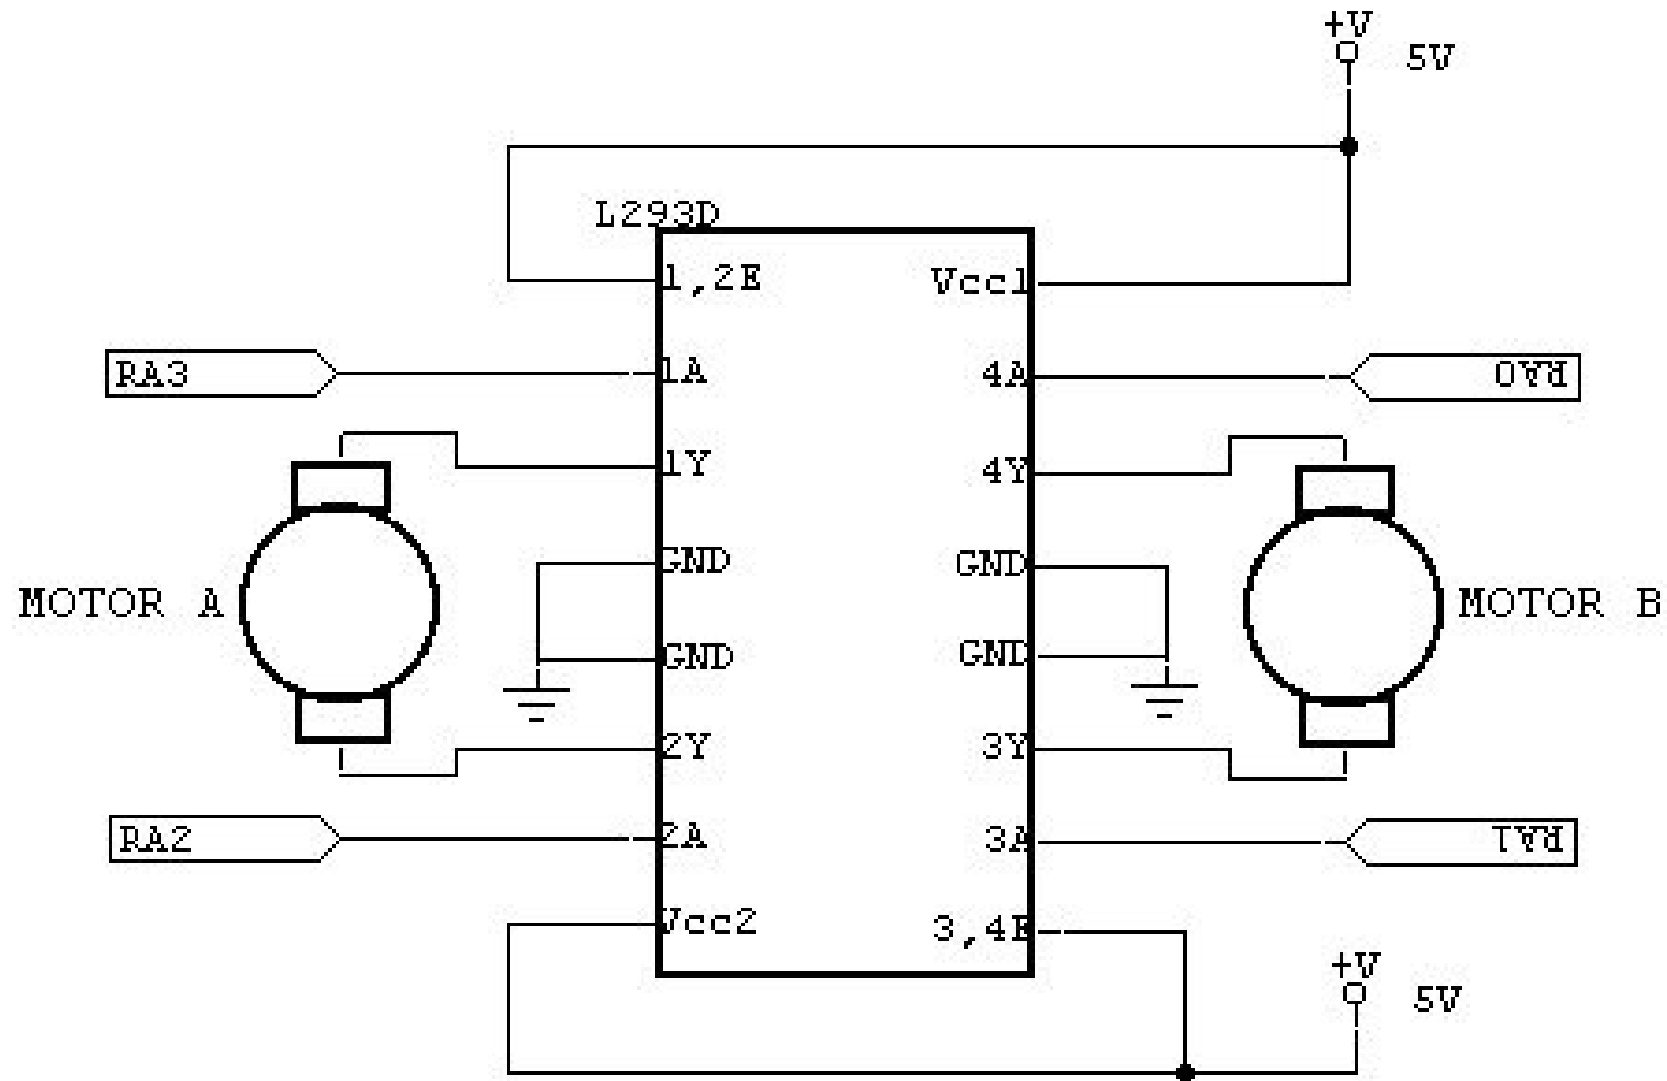 +V
5V
L293D
1,2E
Vcc1
RA3
1A
4A
RA0
1Y
4Y
GND
GND
MOTOR A
MOTOR B
GND
GND
2Y
3Y
RA2
2A
3A
RA1
Vcc2
3,4E
+V
5V